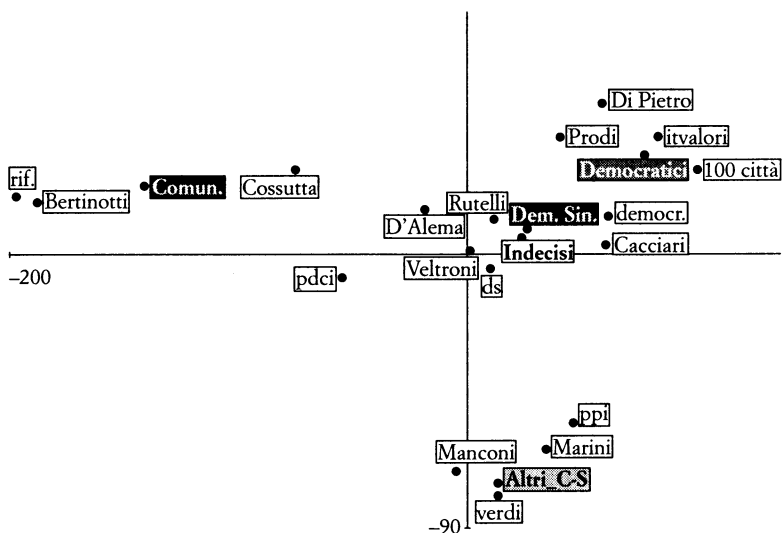 Di Pietro
Prodi
itvalori
Democratici
100 città
rif.
Bertinotti
Comun.
Cossutta
Rutelli
Dem. Sin.
democr.
D'Alema
Indecisi
Cacciari
−200
pdci
Veltroni
ds
ppi
Manconi
Marini
Altri_C-S
verdi
−90